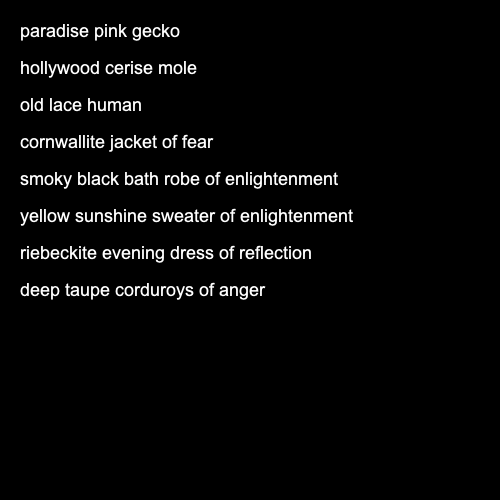 paradise pink gecko
hollywood cerise mole
old lace human
cornwallite jacket of fear
smoky black bath robe of enlightenment
yellow sunshine sweater of enlightenment
riebeckite evening dress of reflection
deep taupe corduroys of anger